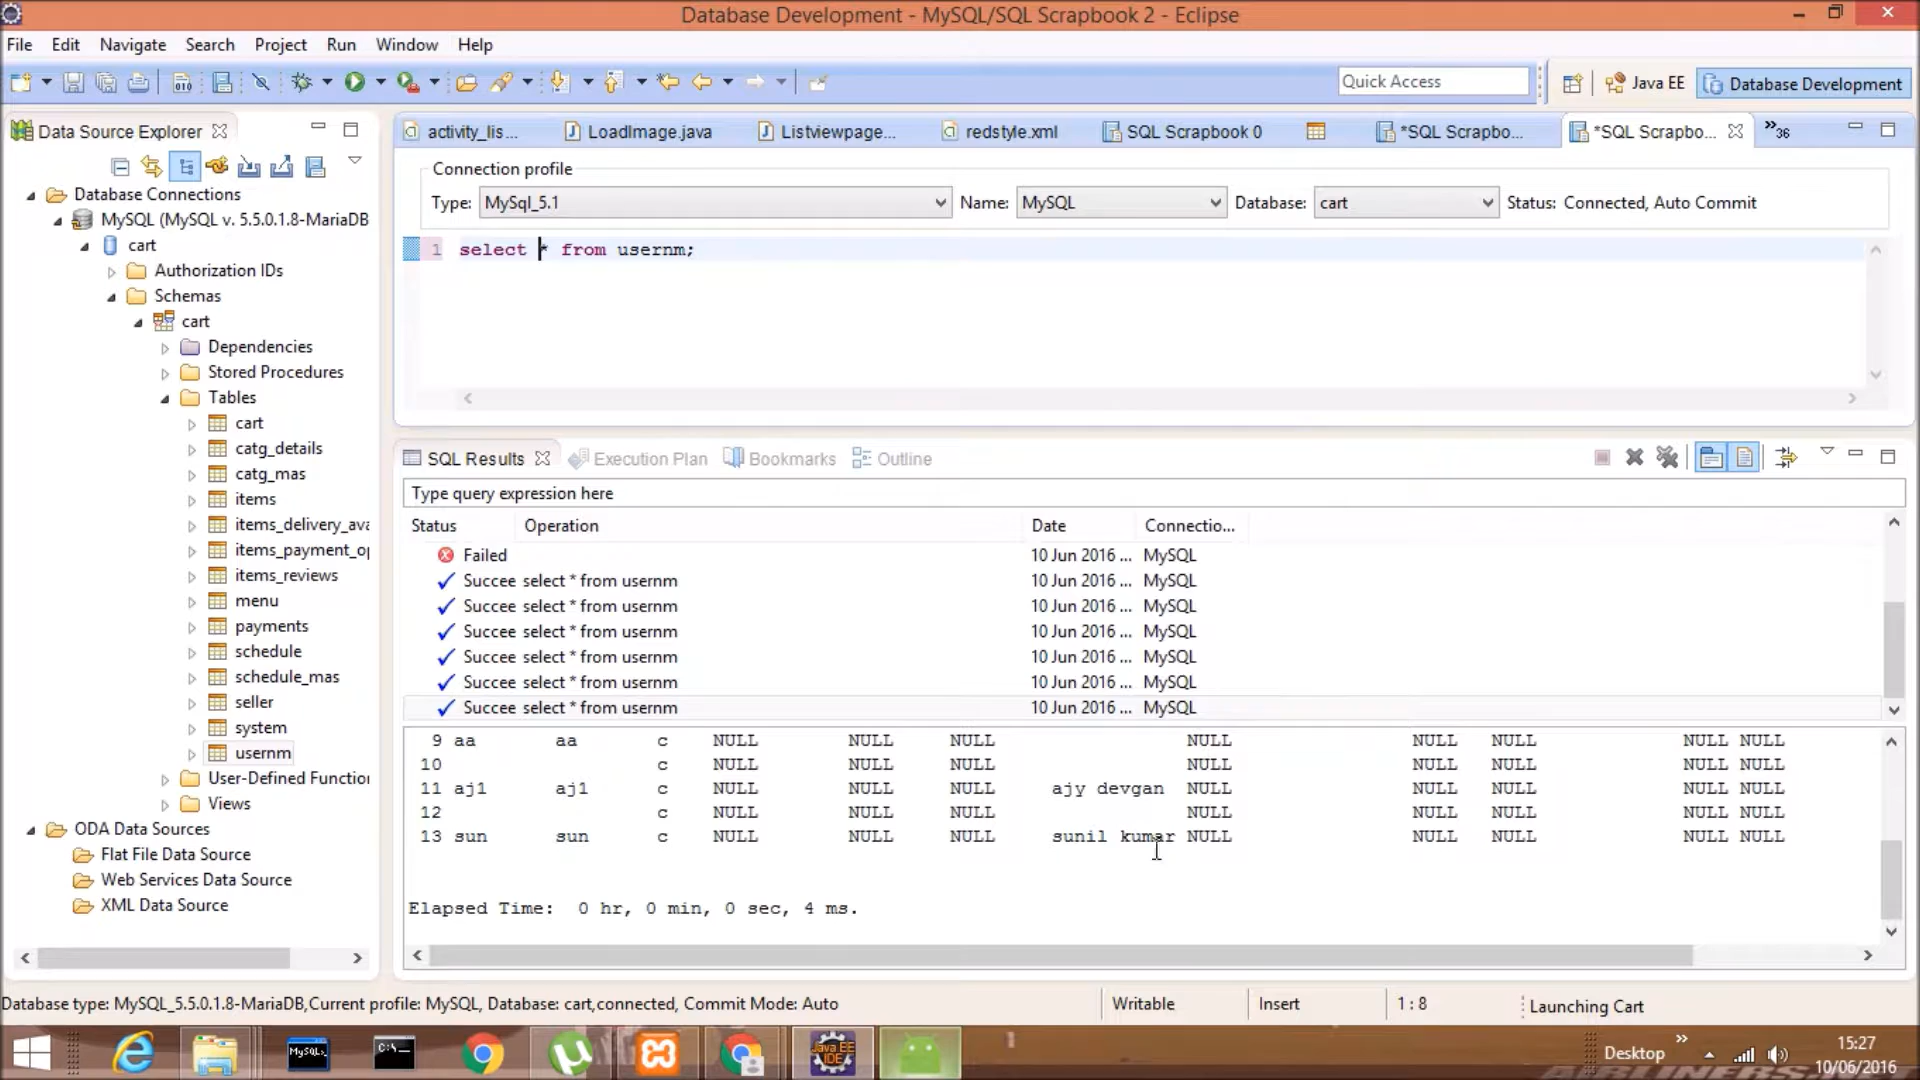 Database Development - MySQL/SQL Scrapbook 2 - Eclipse
File Edit Navigate Search Project Run Window Help
Quick Access
Java EE
Database Development
Data Source Explorer
Database Connections
MySQL (MySQL v. 5.5.0.1.8-MariaDB
cart
Authorization IDs
Schemas
cart
Dependencies
Stored Procedures
Tables
cart
catg_details
catg_mas
items
items_delivery_ava
items_payment_o
items_reviews
menu
payments
schedule
schedule_mas
seller
system
usernm
User-Defined Function
Views
ODA Data Sources
Flat File Data Source
Web Services Data Source
XML Data Source
activity_lis... LoadImage.java Listviewpage... redstyle.xml SQL Scrapbook 0 *SQL Scrapbo... *SQL Scrapbo... »36
Connection profile
Type: MySql_5.1 Name: MySQL Database: cart Status: Connected, Auto Commit
1 select * from usernm;
SQL Results Execution Plan Bookmarks Outline
Type query expression here
Status Operation Date Connectio...
Failed 10 Jun 2016 ... MySQL
Succee select * from usernm 10 Jun 2016 ... MySQL
Succee select * from usernm 10 Jun 2016 ... MySQL
Succee select * from usernm 10 Jun 2016 ... MySQL
Succee select * from usernm 10 Jun 2016 ... MySQL
Succee select * from usernm 10 Jun 2016 ... MySQL
Succee select * from usernm 10 Jun 2016 ... MySQL
9 aa aa c NULL NULL NULL NULL NULL NULL NULL NULL
10 c NULL NULL NULL NULL NULL NULL NULL NULL
11 aj1 aj1 c NULL NULL NULL ajy devgan NULL NULL NULL NULL NULL
12 c NULL NULL NULL NULL NULL NULL NULL NULL
13 sun sun c NULL NULL NULL sunil kumar NULL NULL NULL NULL NULL
Elapsed Time: 0 hr, 0 min, 0 sec, 4 ms.
Database type: MySQL_5.5.0.1.8-MariaDB,Current profile: MySQL, Database: cart,connected, Commit Mode: Auto
Writable Insert 1 : 8 Launching Cart
MySQL C:\ Java EE IDE Desktop » 15:27
10/06/2016